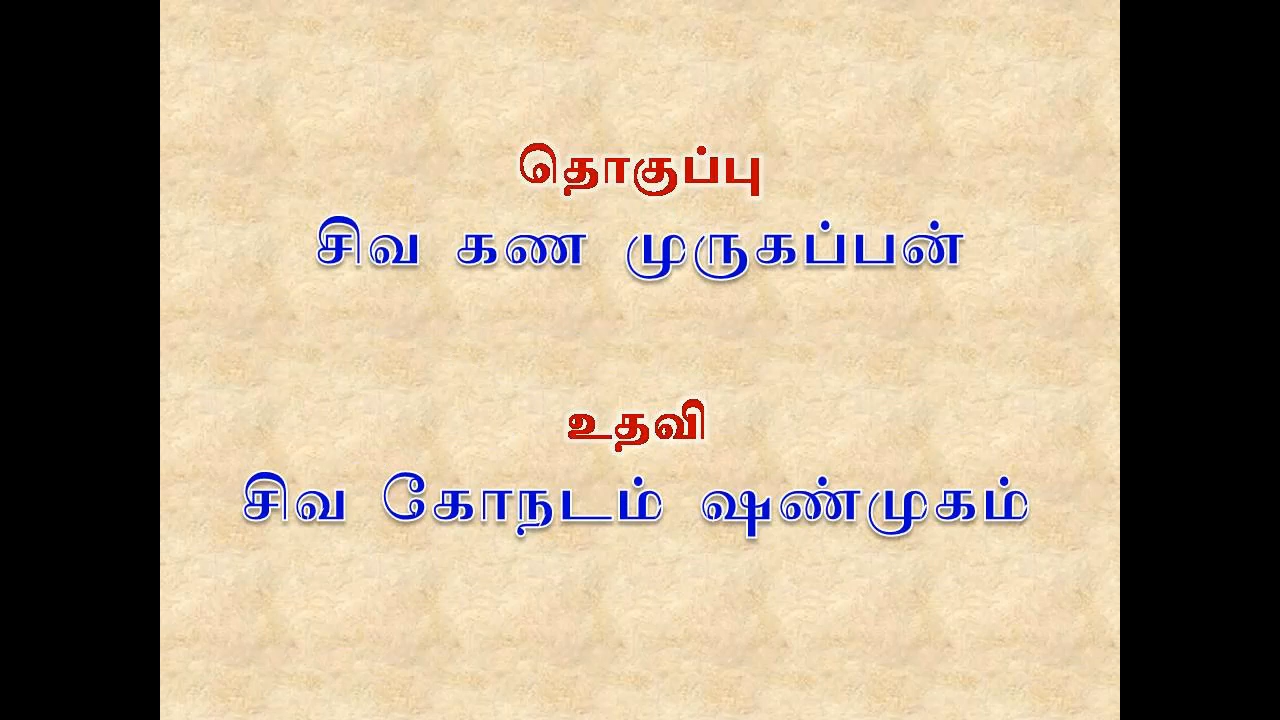 தொகுப்பு
சிவ கண முருகப்பன்
உதவி
சிவ கோநடம் ஷண்முகம்